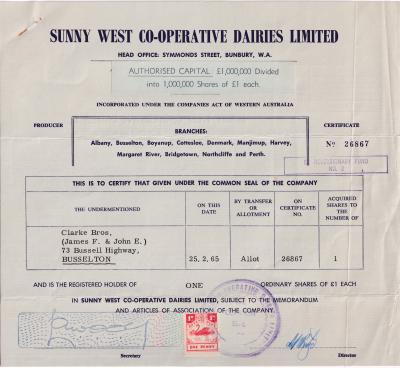 SUNNY WEST CO-OPERATIVE DAIRIES LIMITED
HEAD OFFICE: SYMMONDS STREET, BUNBURY, W.A.
AUTHORISED CAPITAL £1,000,000 Divided
into 1,000,000 Shares of £1 each.
INCORPORATED UNDER THE COMPANIES ACT OF WESTERN AUSTRALIA
PRODUCER
CERTIFICATE
BRANCHES:
Albany, Busselton, Boyanup, Cottesloe, Denmark, Manjimup, Harvey,
Margaret River, Bridgetown, Northcliffe and Perth.
No 26867
FUND
NO. 2
THIS IS TO CERTIFY THAT GIVEN UNDER THE COMMON SEAL OF THE COMPANY
THE UNDERMENTIONED
ON THIS DATE
BY TRANSFER OR ALLOTMENT
ON CERTIFICATE NO.
ACQUIRED SHARES TO THE NUMBER OF
Clarke Bros,
(James F. & John E.)
73 Bussell Highway,
BUSSELTON
25. 2. 65
Allot
26867
1
AND IS THE REGISTERED HOLDER OF ONE ORDINARY SHARES OF £1 EACH
IN SUNNY WEST CO-OPERATIVE DAIRIES LIMITED, SUBJECT TO THE MEMORANDUM
AND ARTICLES OF ASSOCIATION OF THE COMPANY.
ONE PENNY
Secretary
Director